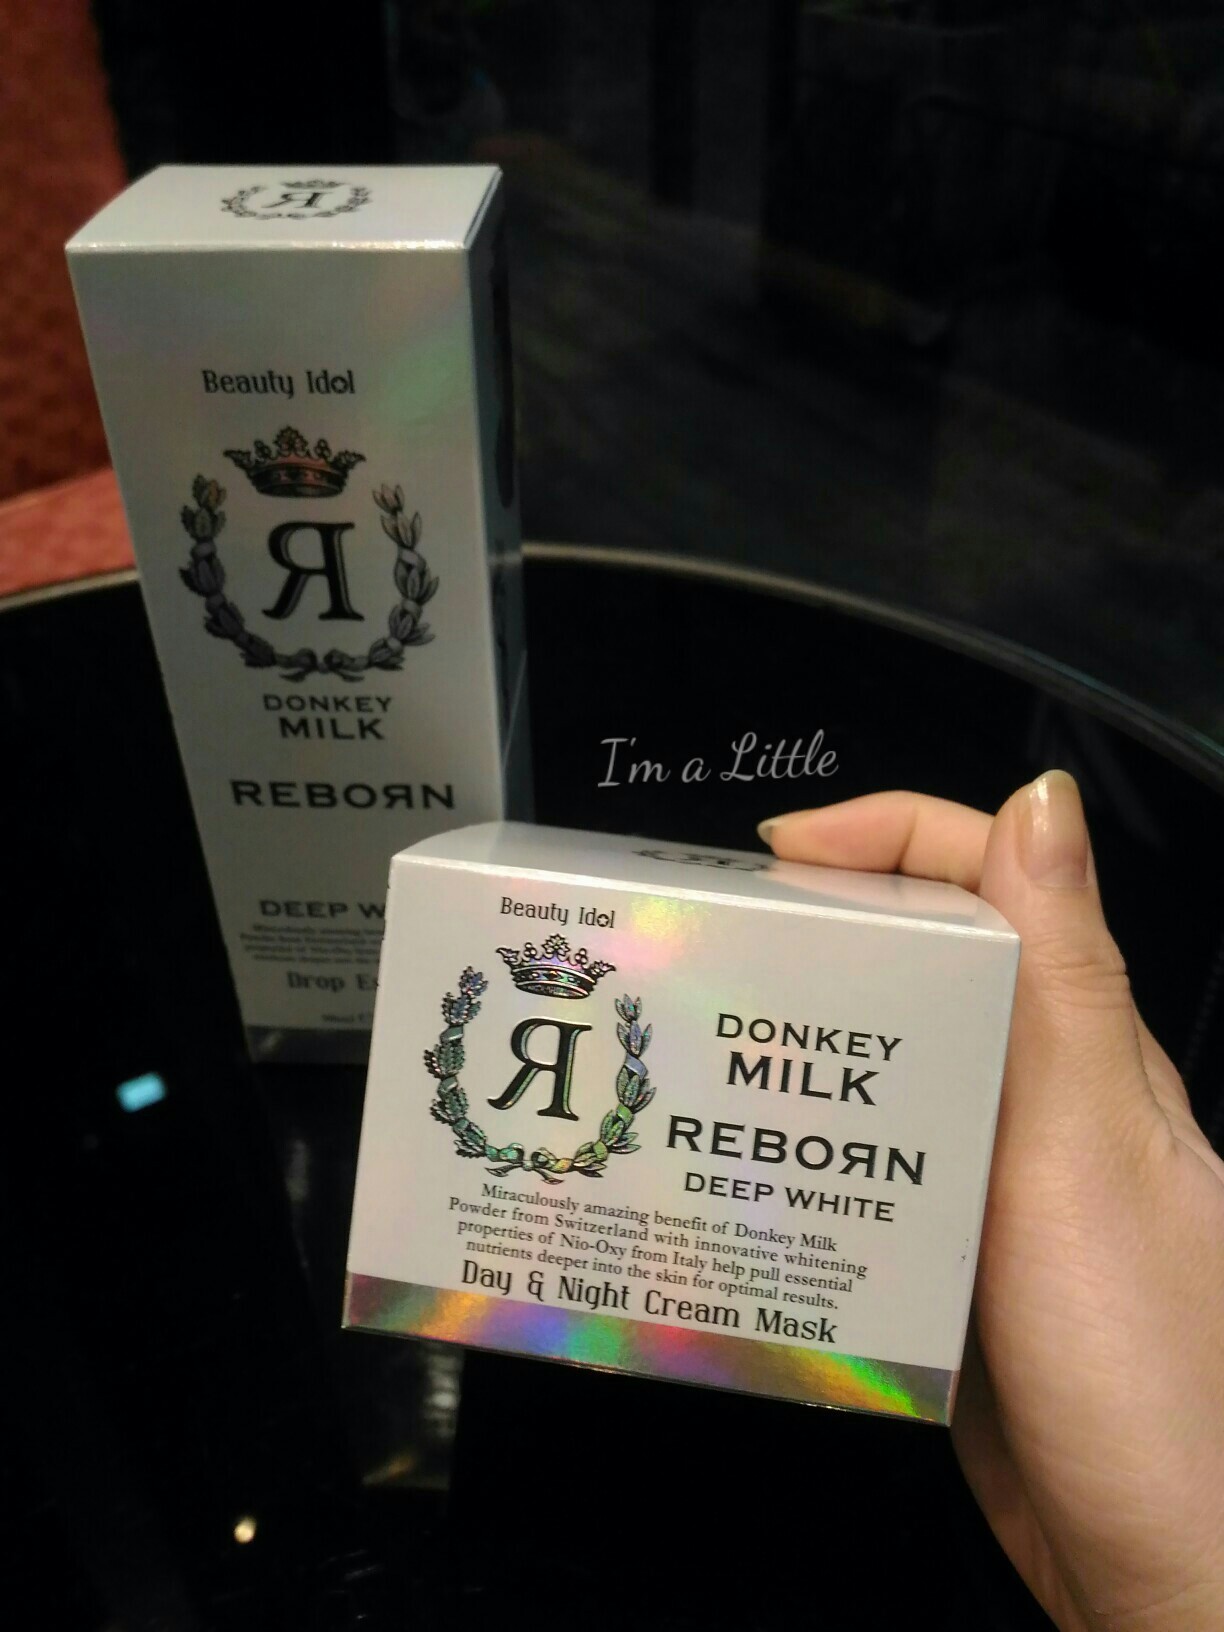 Я
Beauty Idol
Я
DONKEY
MILK
REBORЯN
DEEP W
Drop Es
I'm a Little
Beauty Idol
Я
DONKEY
MILK
REBOЯN
DEEP WHITE
Miraculously amazing benefit of Donkey Milk
Powder from Switzerland with innovative whitening
properties of Nio-Oxy from Italy help pull essential
nutrients deeper into the skin for optimal results.
Day & Night Cream Mask